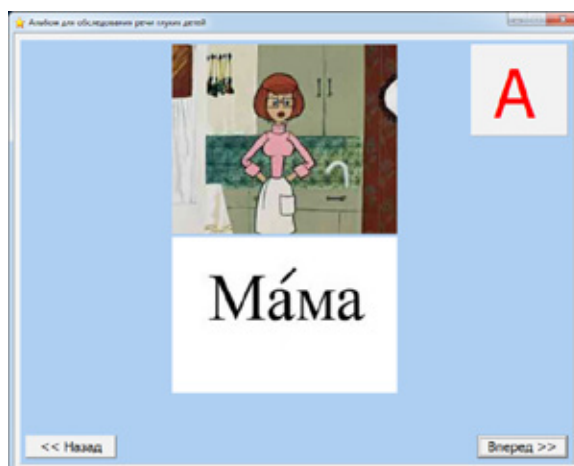 Альбом для обследования речи глухих детей
А
Ма́ма
<< Назад
Вперед >>